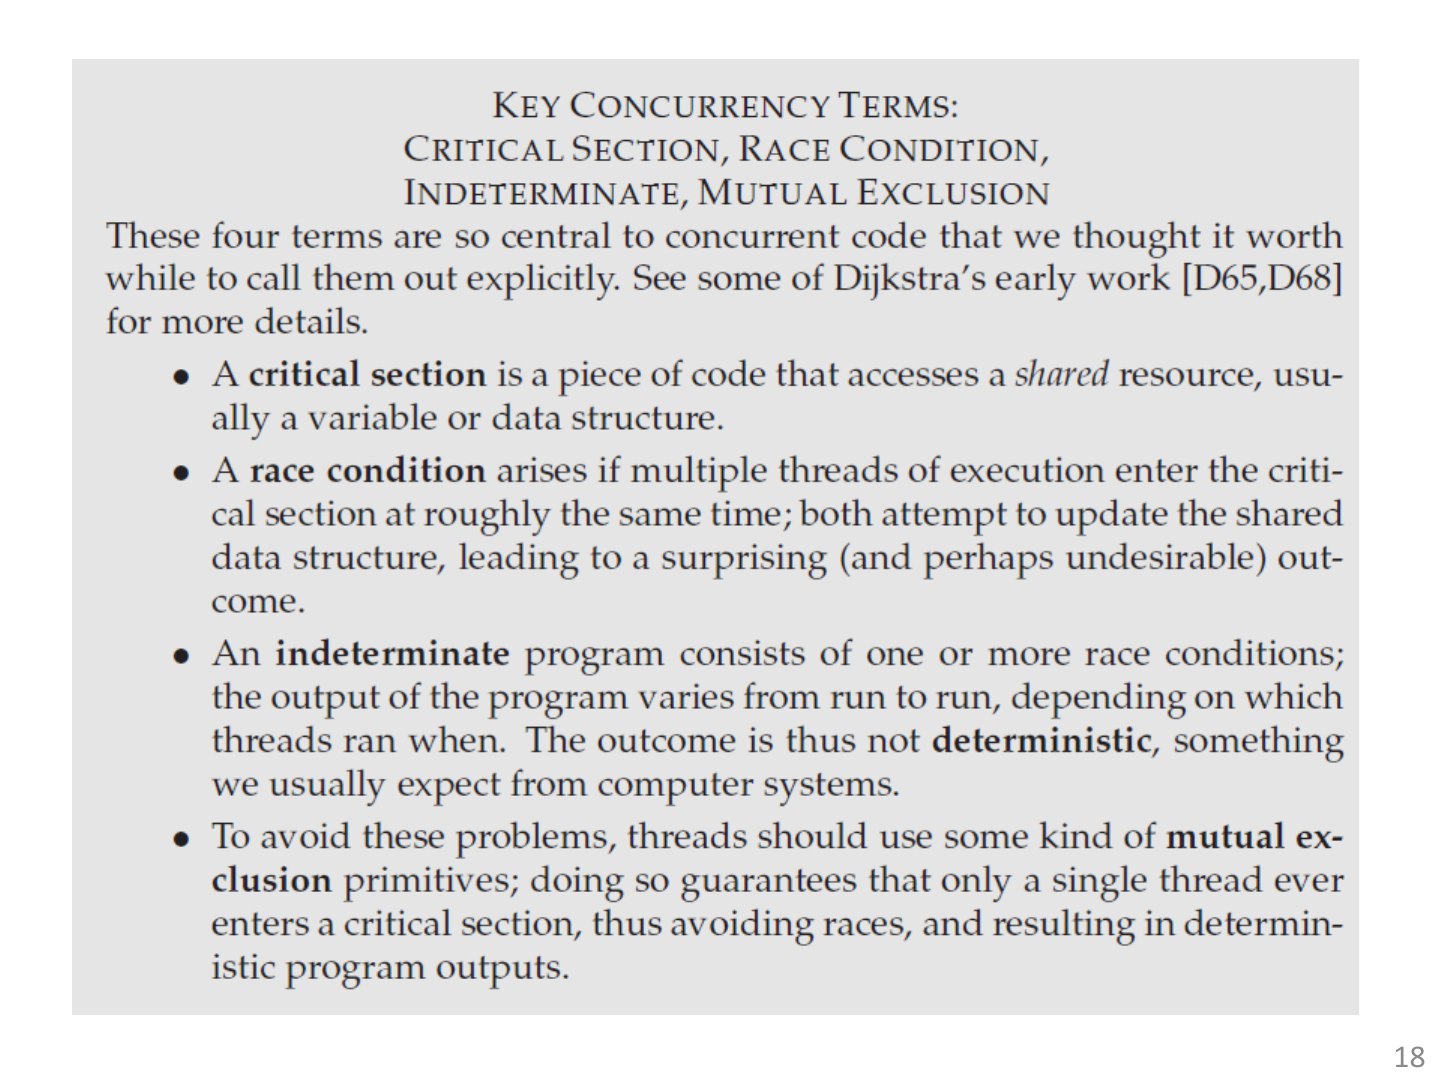 KEY CONCURRENCY TERMS:
CRITICAL SECTION, RACE CONDITION,
INDETERMINATE, MUTUAL EXCLUSION
These four terms are so central to concurrent code that we thought it worth
while to call them out explicitly. See some of Dijkstra's early work [D65,D68]
for more details.
• A critical section is a piece of code that accesses a shared resource, usu-
ally a variable or data structure.
• A race condition arises if multiple threads of execution enter the criti-
cal section at roughly the same time; both attempt to update the shared
data structure, leading to a surprising (and perhaps undesirable) out-
come.
• An indeterminate program consists of one or more race conditions;
the output of the program varies from run to run, depending on which
threads ran when. The outcome is thus not deterministic, something
we usually expect from computer systems.
• To avoid these problems, threads should use some kind of mutual ex-
clusion primitives; doing so guarantees that only a single thread ever
enters a critical section, thus avoiding races, and resulting in determin-
istic program outputs.
18